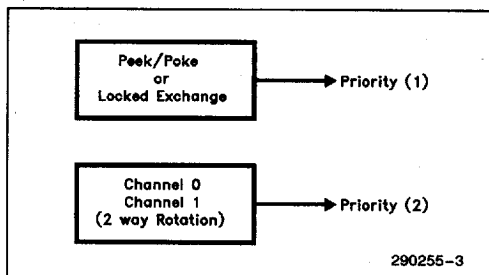 Peek/Poke
or
Locked Exchange
Priority (1)
Channel 0
Channel 1
(2 way Rotation)
Priority (2)
290255-3